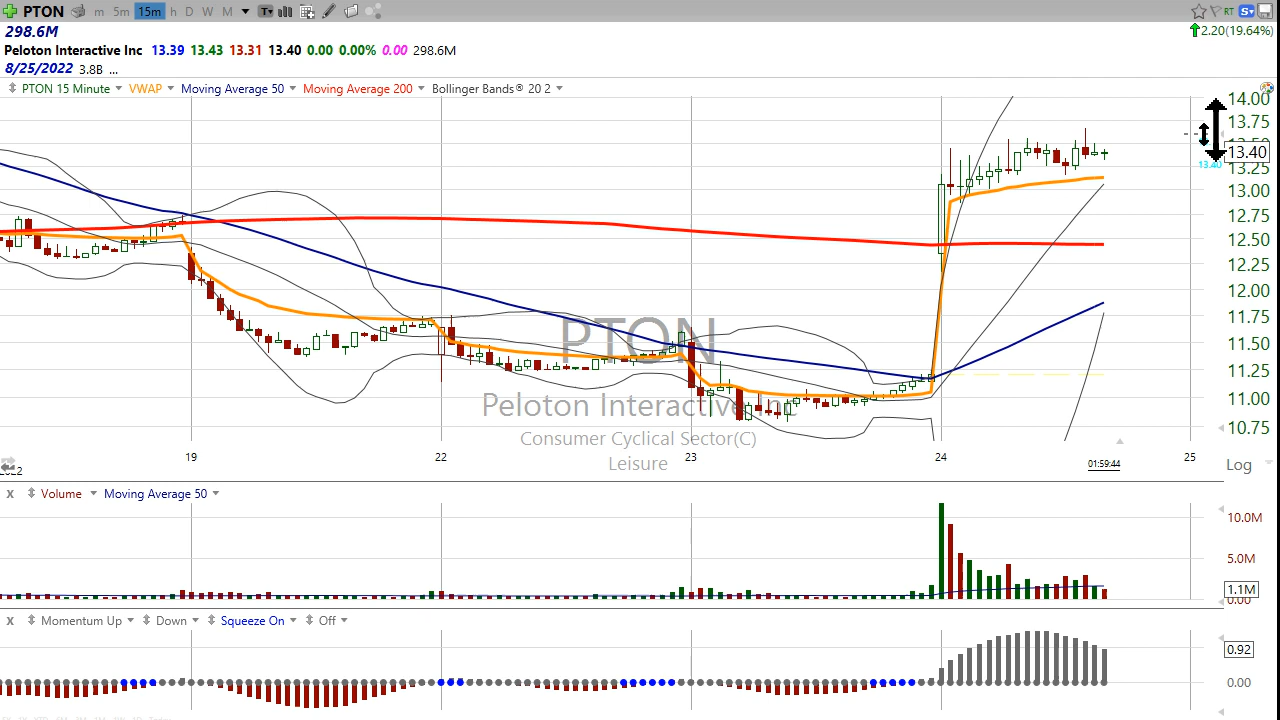 PTON m 5m 15m h D W M T RT S
298.6M 2.20(19.64%)
Peloton Interactive Inc 13.39 13.43 13.31 13.40 0.00 0.00% 0.00 298.6M
8/25/2022 3.8B ...
PTON 15 Minute VWAP Moving Average 50 Moving Average 200 Bollinger Bands® 20 2
14.00
13.75
13.40
13.25
13.40
13.00
12.75
12.50
12.25
12.00
11.75
11.50
11.25
11.00
10.75
PTON
Peloton Interactive Inc
Consumer Cyclical Sector(C)
Leisure
19 22 23 24 25
2022 01:59:44 Log
X Volume Moving Average 50
10.0M
5.0M
1.1M
0.00
X Momentum Up Down Squeeze On Off
0.92
0.00